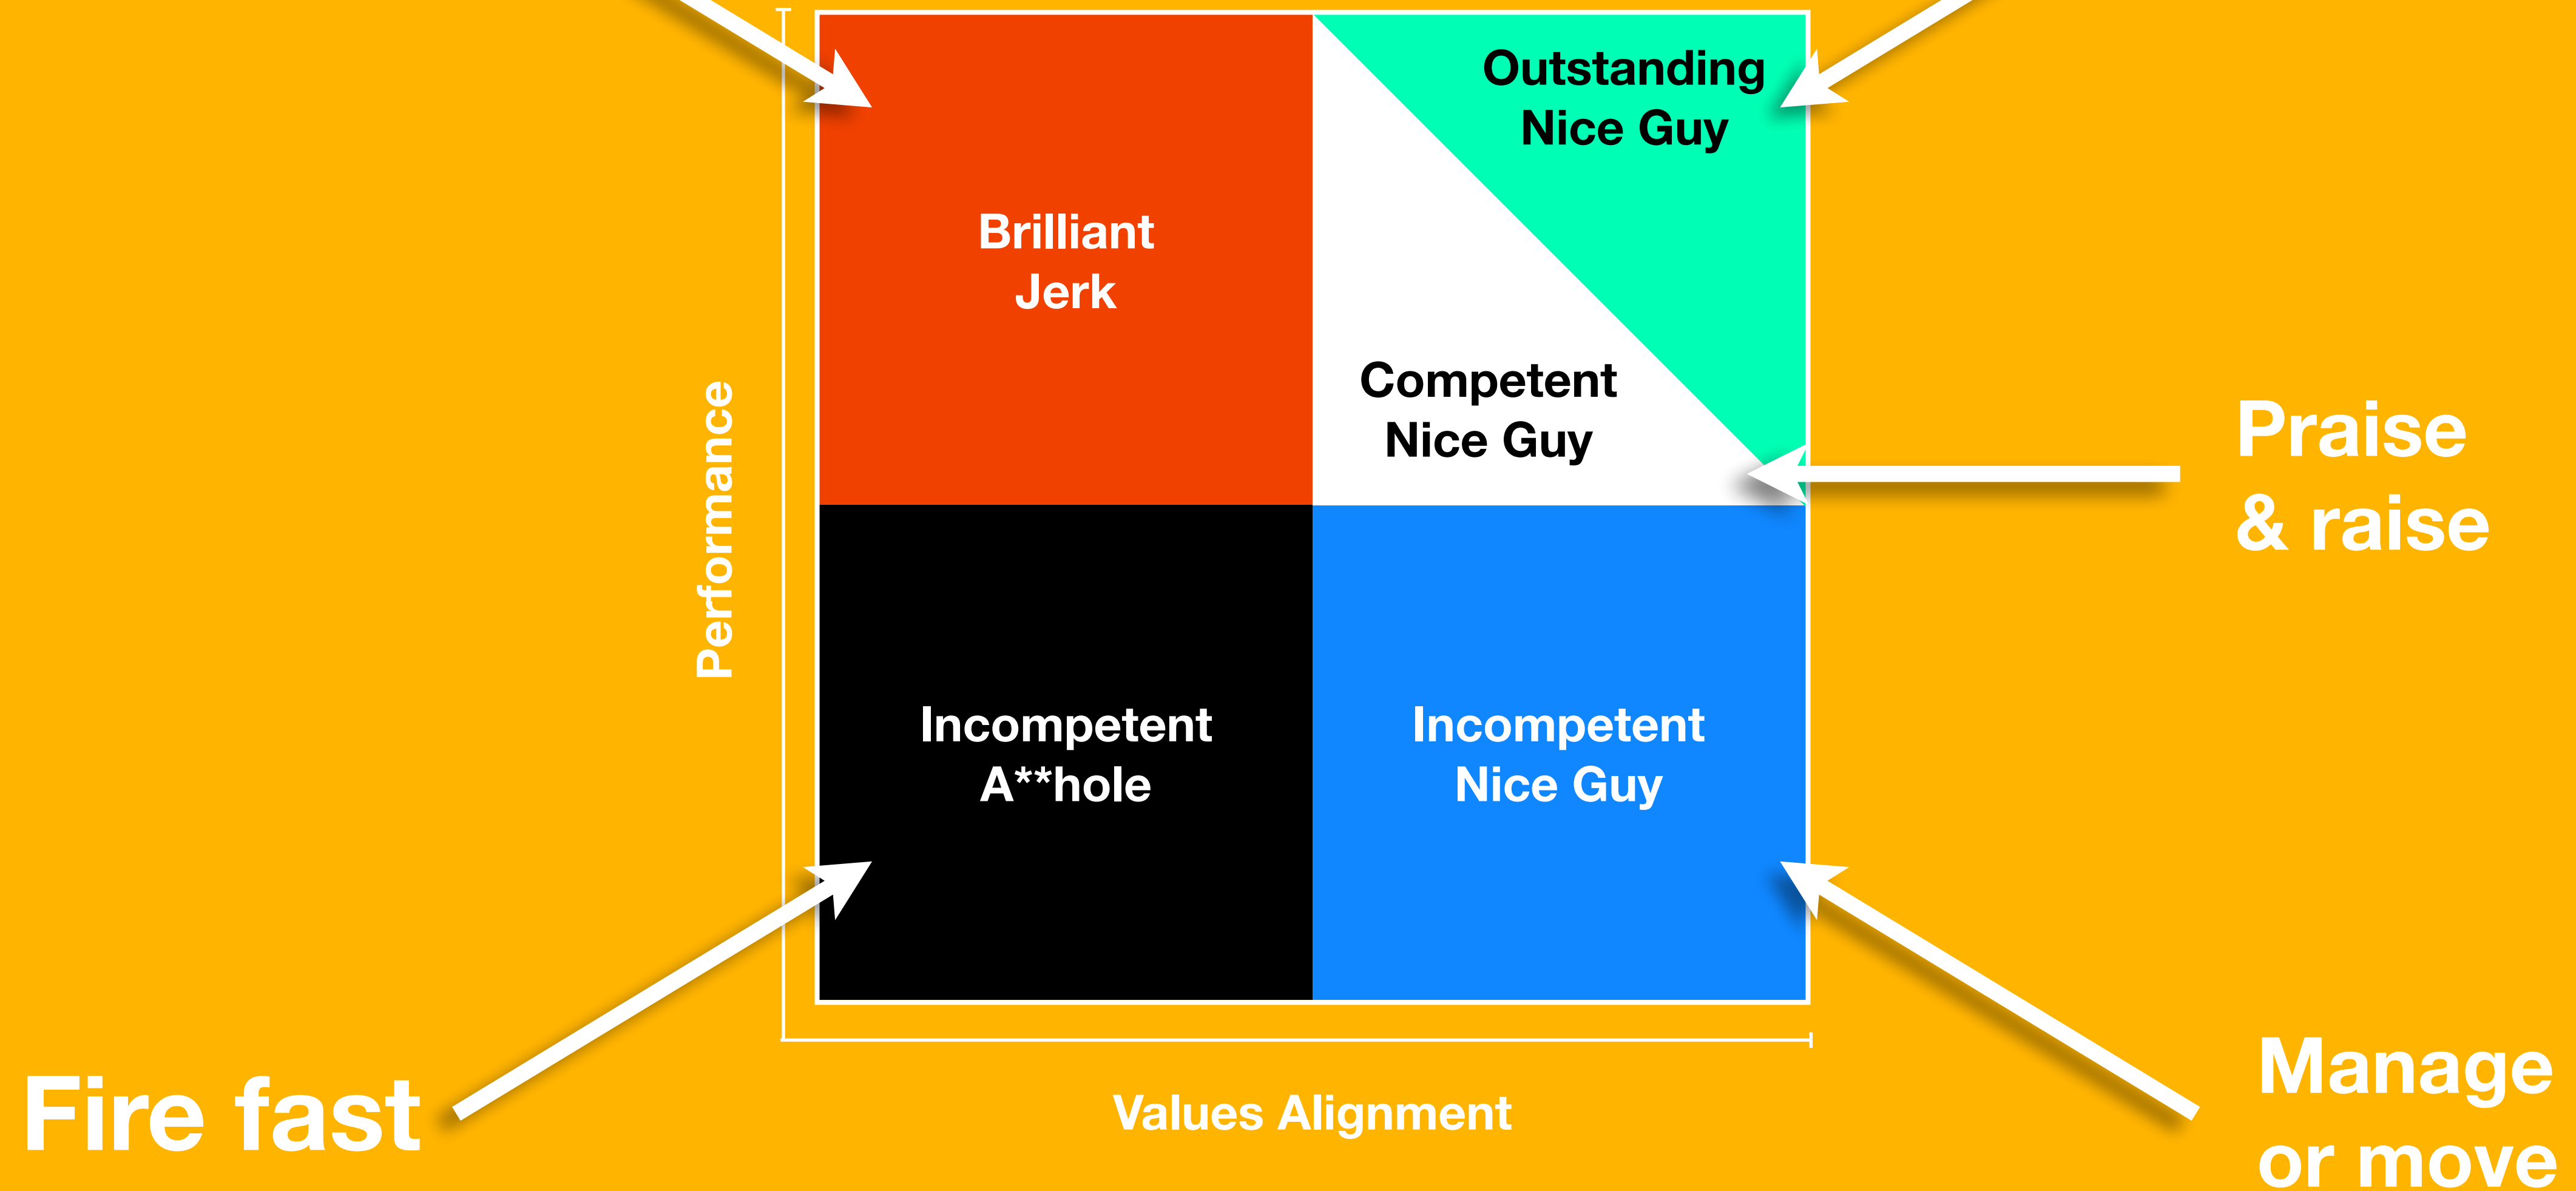 Outstanding
Nice Guy
Brilliant
Jerk
Competent
Nice Guy
Performance
Praise
& raise
Incompetent
A**hole
Incompetent
Nice Guy
Fire fast
Values Alignment
Manage
or move